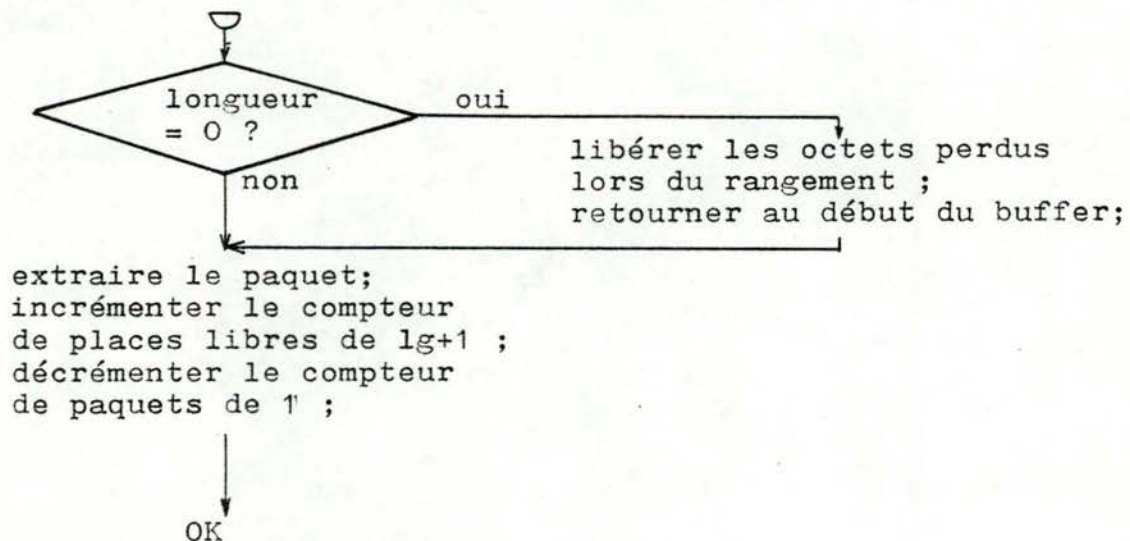 longueur
= 0 ?
oui
non
libérer les octets perdus
lors du rangement ;
retourner au début du buffer;
extraire le paquet;
incrémenter le compteur
de places libres de lg+1 ;
décrémenter le compteur
de paquets de 1 ;
OK